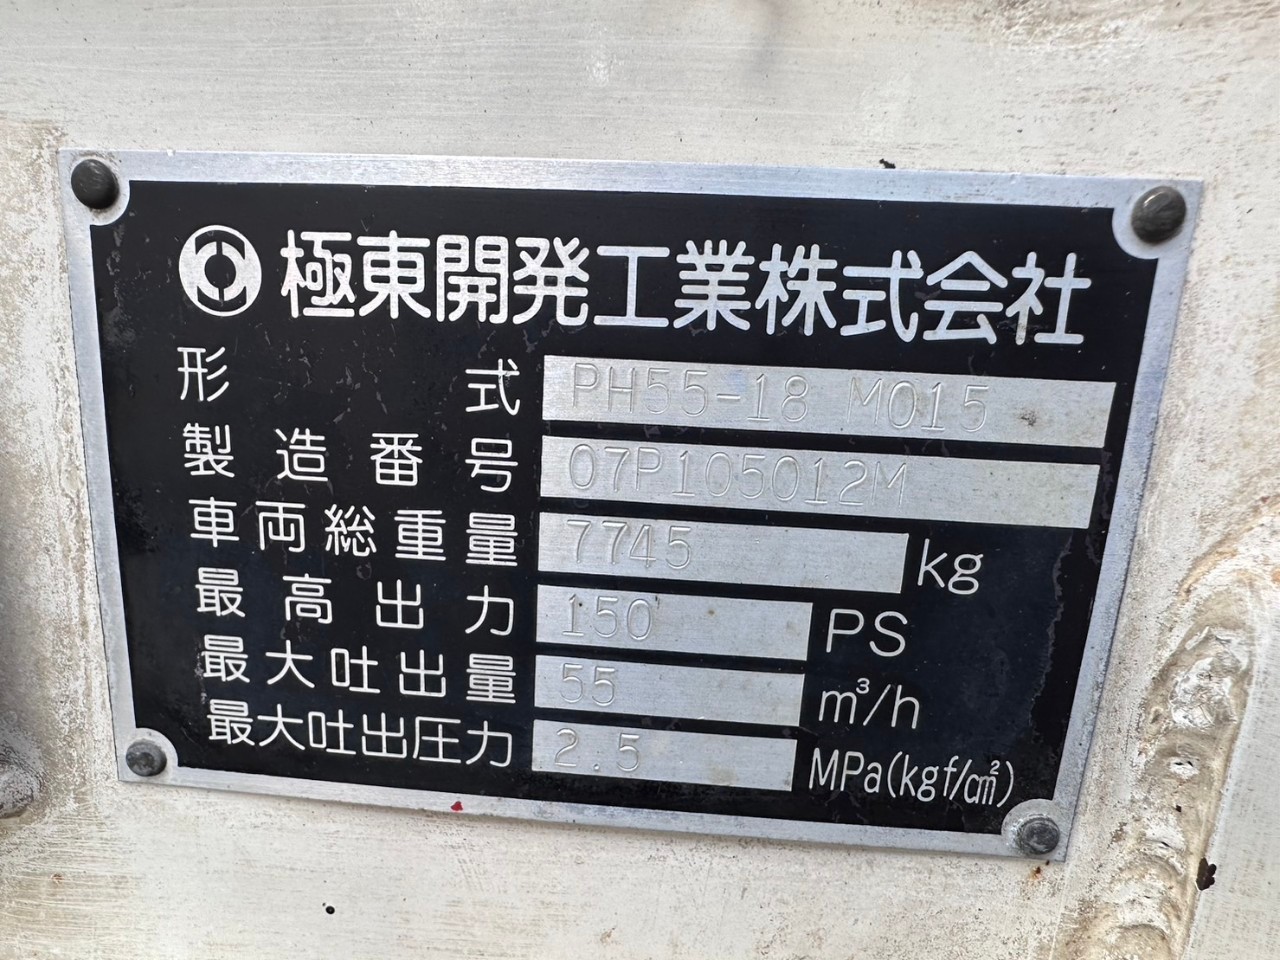 極東開発工業株式会社
形式 PH55-18 M015
製造番号 07P105012M
車両総重量 7745 kg
最高出力 150 PS
最大吐出量 55 m³/h
最大吐出圧力 2.5 MPa(kgf/cm²)